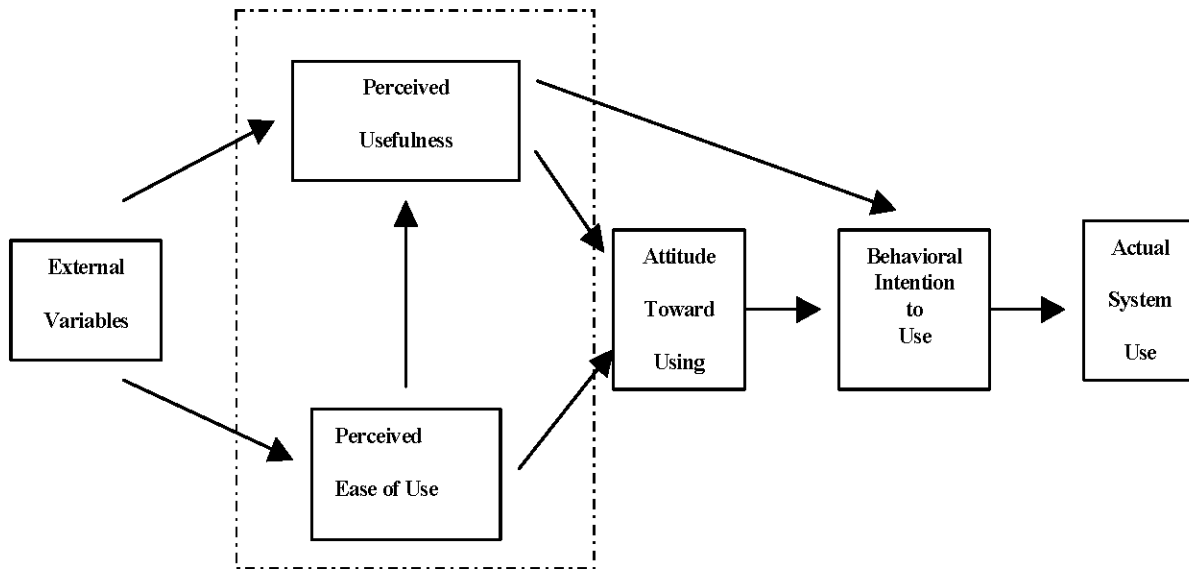 External
Variables
Perceived
Usefulness
Perceived
Ease of Use
Attitude
Toward
Using
Behavioral
Intention
to
Use
Actual
System
Use